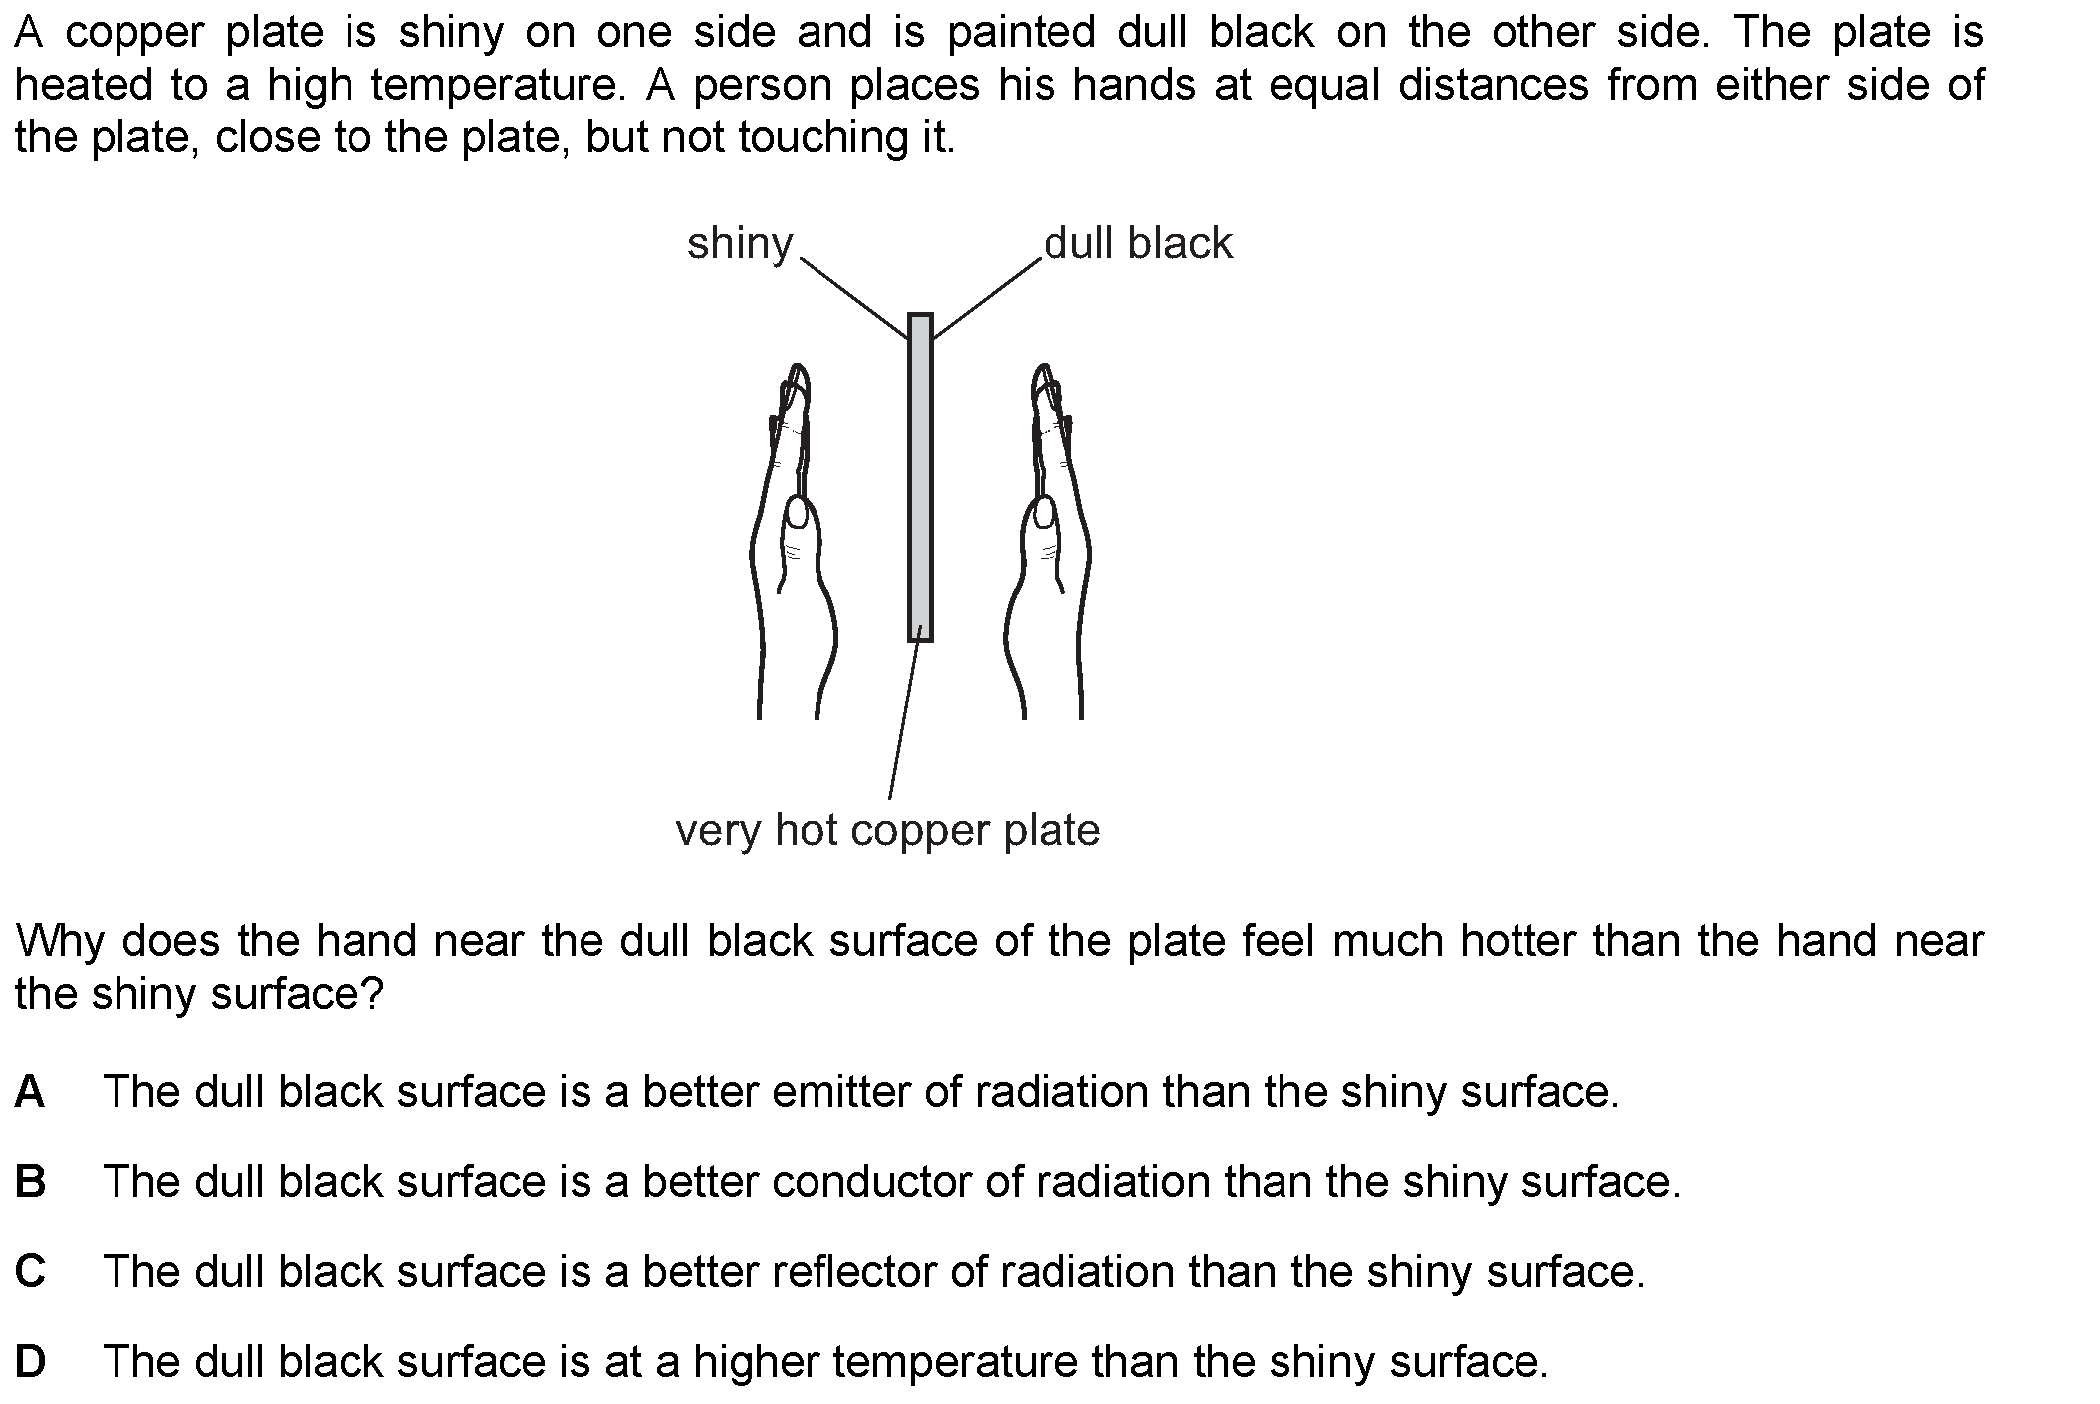 A copper plate is shiny on one side and is painted dull black on the other side. The plate is
heated to a high temperature. A person places his hands at equal distances from either side of
the plate, close to the plate, but not touching it.
shiny
dull black
very hot copper plate
Why does the hand near the dull black surface of the plate feel much hotter than the hand near
the shiny surface?
A The dull black surface is a better emitter of radiation than the shiny surface.
B The dull black surface is a better conductor of radiation than the shiny surface.
C The dull black surface is a better reflector of radiation than the shiny surface.
D The dull black surface is at a higher temperature than the shiny surface.